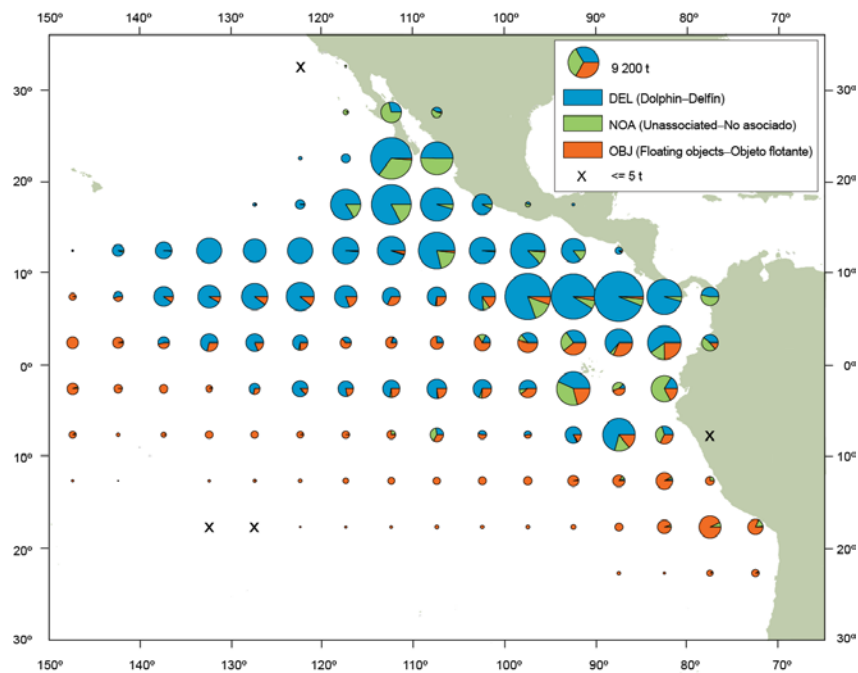 150º 140º 130º 120º 110º 100º 90º 80º 70º
9 200 t
DEL (Dolphin–Delfín)
NOA (Unassociated–No asociado)
OBJ (Floating objects–Objeto flotante)
X <= 5 t
X
30º 30º
20º 20º
10º 10º
0º 0º
X
10º 10º
X X
20º 20º
30º 30º
150º 140º 130º 120º 110º 100º 90º 80º 70º